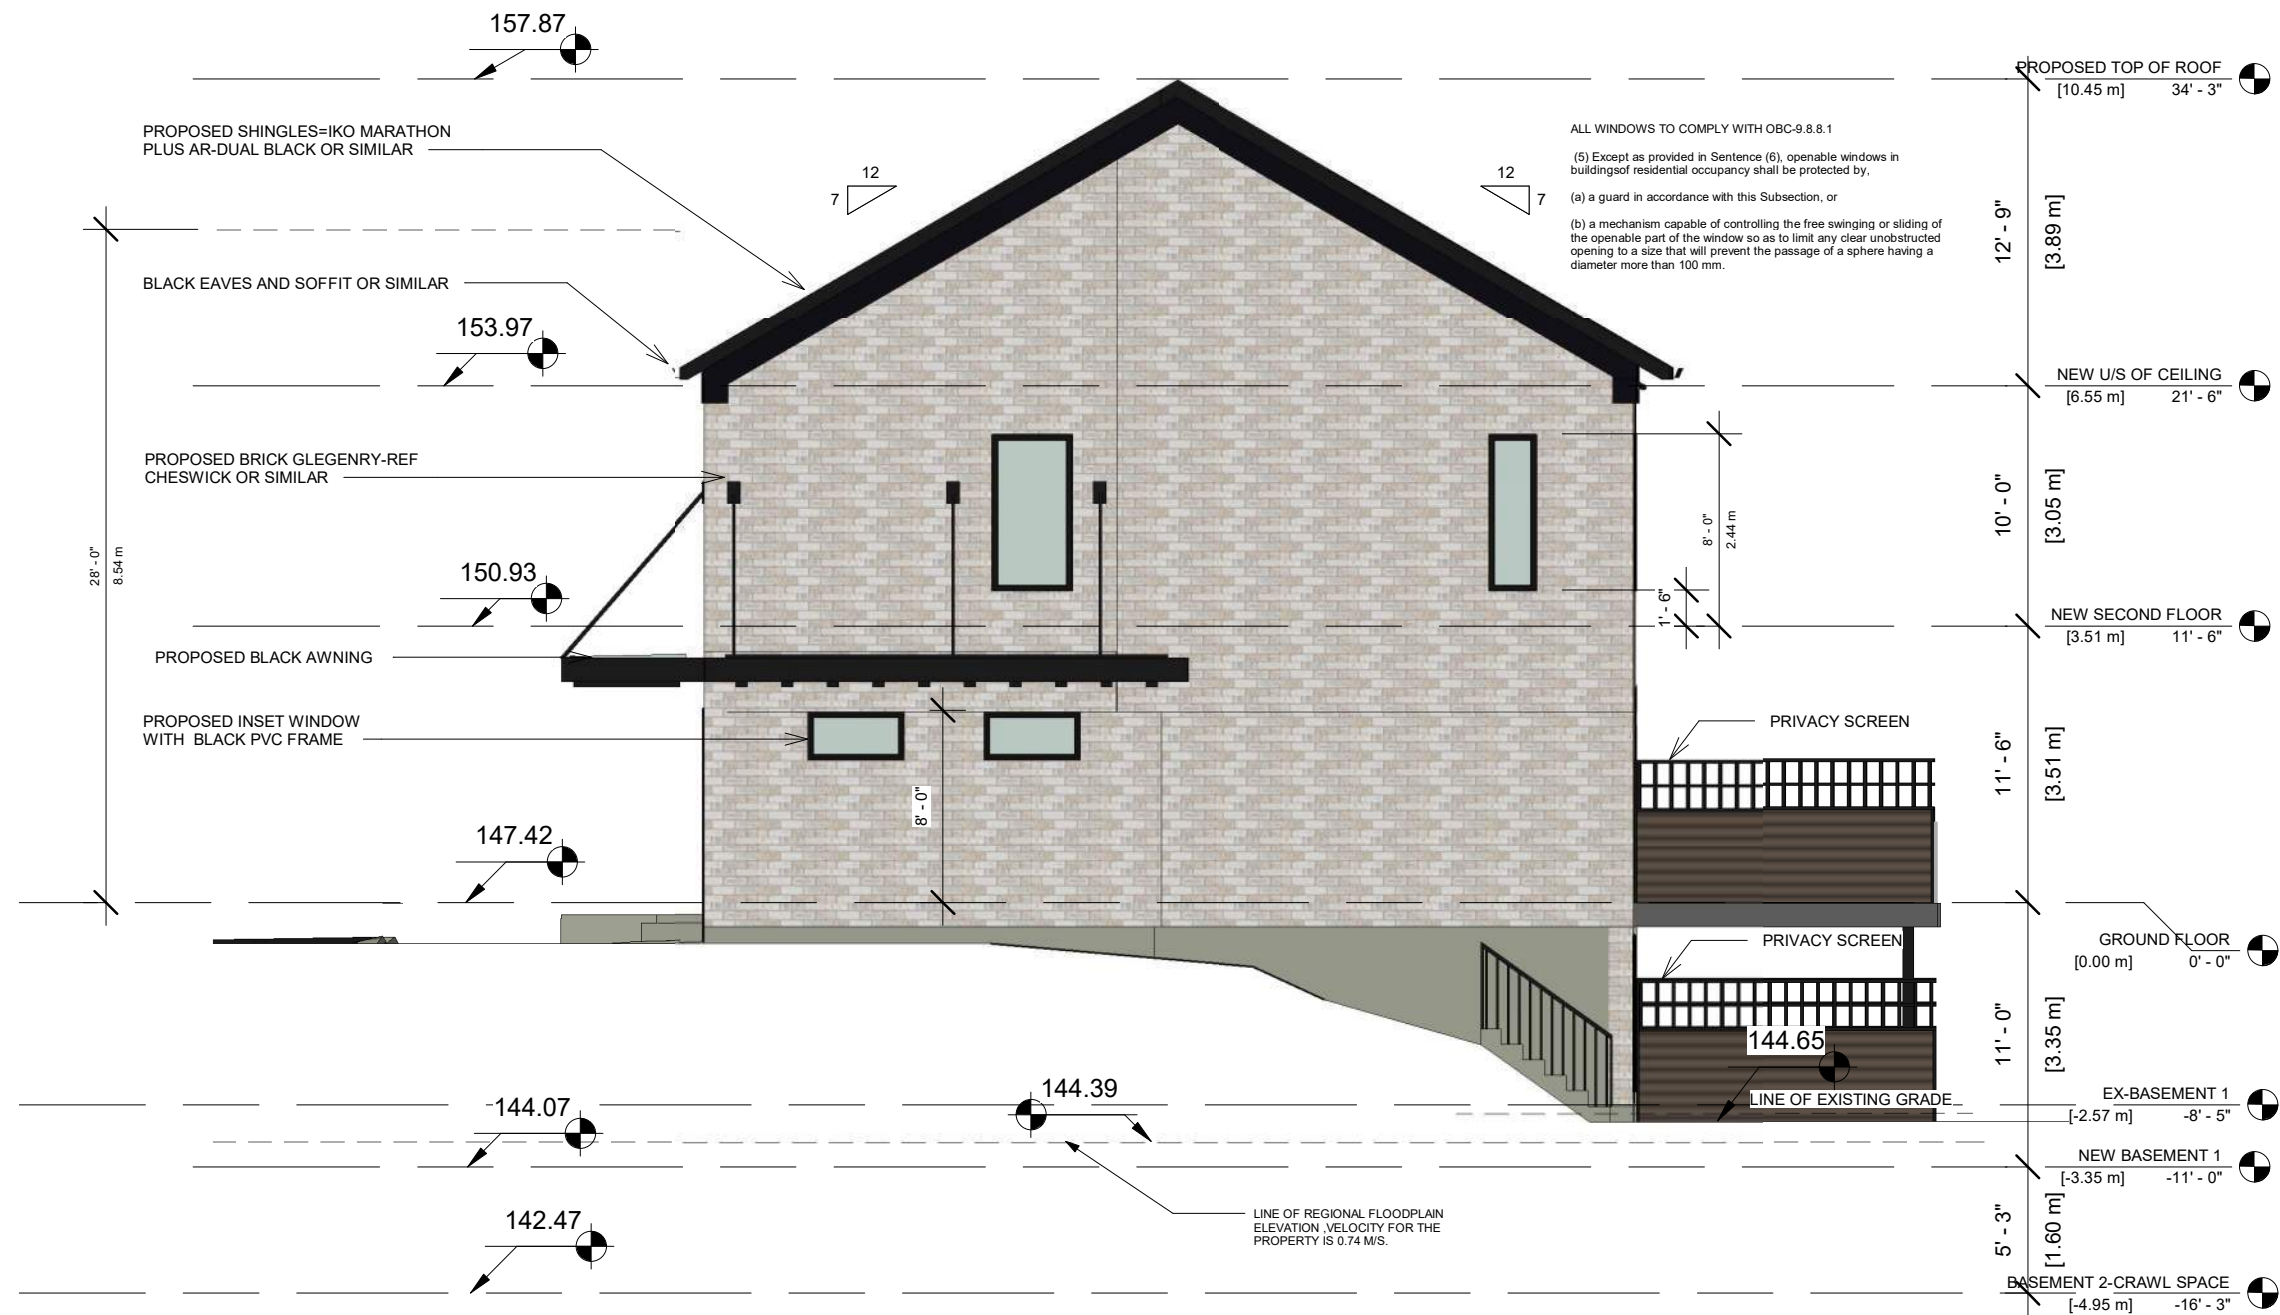 157.87
PROPOSED TOP OF ROOF
[10.45 m] 34' - 3"
PROPOSED SHINGLES=IKO MARATHON
PLUS AR-DUAL BLACK OR SIMILAR
12
7
12
7
ALL WINDOWS TO COMPLY WITH OBC-9.8.8.1
(5) Except as provided in Sentence (6), openable windows in
buildingsof residential occupancy shall be protected by,
(a) a guard in accordance with this Subsection, or
(b) a mechanism capable of controlling the free swinging or sliding of
the openable part of the window so as to limit any clear unobstructed
opening to a size that will prevent the passage of a sphere having a
diameter more than 100 mm.
12' - 9"
[3.89 m]
BLACK EAVES AND SOFFIT OR SIMILAR
153.97
NEW U/S OF CEILING
[6.55 m] 21' - 6"
PROPOSED BRICK GLEGENRY-REF
CHESWICK OR SIMILAR
10' - 0"
[3.05 m]
8' - 0"
2.44 m
28' - 0"
8.54 m
150.93
1' - 6"
NEW SECOND FLOOR
[3.51 m] 11' - 6"
PROPOSED BLACK AWNING
PROPOSED INSET WINDOW
WITH BLACK PVC FRAME
PRIVACY SCREEN
11' - 6"
[3.51 m]
8' - 0"
147.42
PRIVACY SCREEN
GROUND FLOOR
[0.00 m] 0' - 0"
11' - 0"
[3.35 m]
144.65
LINE OF EXISTING GRADE
144.39
EX-BASEMENT 1
[-2.57 m] -8' - 5"
144.07
NEW BASEMENT 1
[-3.35 m] -11' - 0"
LINE OF REGIONAL FLOODPLAIN
ELEVATION ,VELOCITY FOR THE
PROPERTY IS 0.74 M/S.
142.47
5' - 3"
[1.60 m]
BASEMENT 2-CRAWL SPACE
[-4.95 m] -16' - 3"